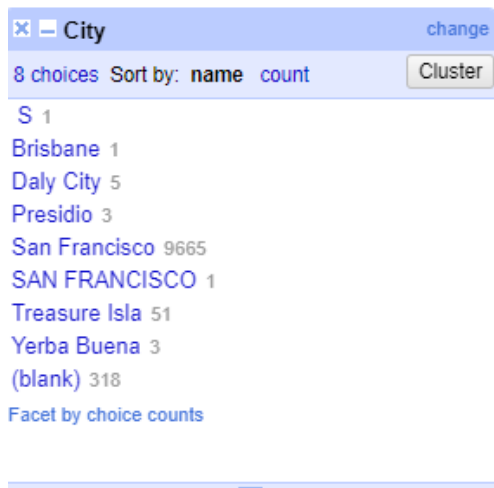 City change
8 choices Sort by: name count Cluster
S 1
Brisbane 1
Daly City 5
Presidio 3
San Francisco 9665
SAN FRANCISCO 1
Treasure Isla 51
Yerba Buena 3
(blank) 318
Facet by choice counts